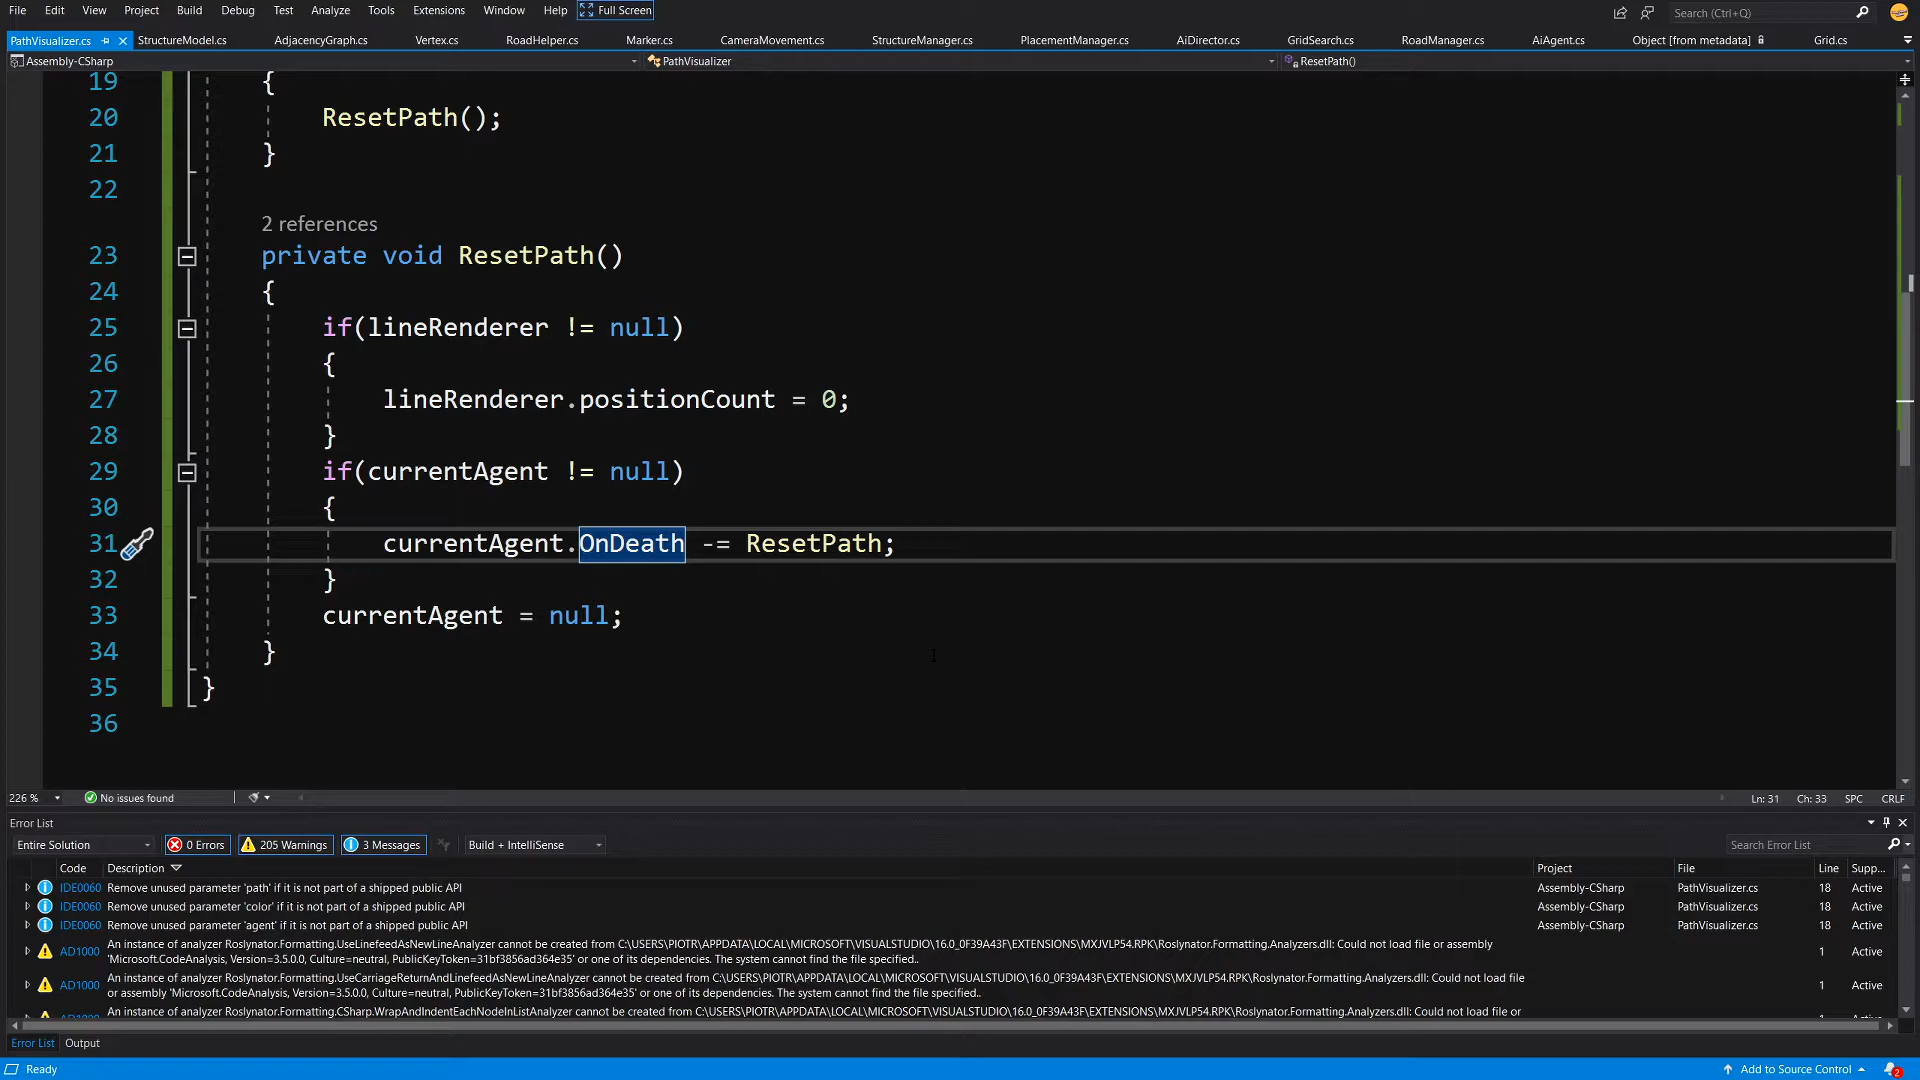 File Edit View Project Build Debug Test Analyze Tools Extensions Window Help Full Screen Search (Ctrl+Q)
PathVisualizer.cs StructureModel.cs AdjacencyGraph.cs Vertex.cs RoadHelper.cs Marker.cs CameraMovement.cs StructureManager.cs PlacementManager.cs AiDirector.cs GridSearch.cs RoadManager.cs AiAgent.cs Object [from metadata] Grid.cs
Assembly-CSharp PathVisualizer ResetPath()
19 {
20 ResetPath();
21 }
22
2 references
23 private void ResetPath()
24 {
25 if(lineRenderer != null)
26 {
27 lineRenderer.positionCount = 0;
28 }
29 if(currentAgent != null)
30 {
31 currentAgent.OnDeath -= ResetPath;
32 }
33 currentAgent = null;
34 }
35 }
36
226 % No issues found Ln: 31 Ch: 33 SPC CRLF
Error List
Entire Solution 0 Errors 205 Warnings 3 Messages Build + IntelliSense Search Error List
Code Description Project File Line Supp...
IDE0060 Remove unused parameter 'path' if it is not part of a shipped public API Assembly-CSharp PathVisualizer.cs 18 Active
IDE0060 Remove unused parameter 'color' if it is not part of a shipped public API Assembly-CSharp PathVisualizer.cs 18 Active
IDE0060 Remove unused parameter 'agent' if it is not part of a shipped public API Assembly-CSharp PathVisualizer.cs 18 Active
AD1000 An instance of analyzer Roslynator.Formatting.UseLinefeedAsNewLineAnalyzer cannot be created from C:\USERS\PIOTR\APPDATA\LOCAL\MICROSOFT\VISUALSTUDIO\16.0_0F39A43F\EXTENSIONS\MXJVLP54.RPK\Roslynator.Formatting.Analyzers.dll: Could not load file or assembly
'Microsoft.CodeAnalysis, Version=3.5.0.0, Culture=neutral, PublicKeyToken=31bf3856ad364e35' or one of its dependencies. The system cannot find the file specified.. 1 Active
AD1000 An instance of analyzer Roslynator.Formatting.UseCarriageReturnAndLinefeedAsNewLineAnalyzer cannot be created from C:\USERS\PIOTR\APPDATA\LOCAL\MICROSOFT\VISUALSTUDIO\16.0_0F39A43F\EXTENSIONS\MXJVLP54.RPK\Roslynator.Formatting.Analyzers.dll: Could not load file
or assembly 'Microsoft.CodeAnalysis, Version=3.5.0.0, Culture=neutral, PublicKeyToken=31bf3856ad364e35' or one of its dependencies. The system cannot find the file specified.. 1 Active
An instance of analyzer Roslynator.Formatting.CSharp.WrapAndIndentEachNodeInListAnalyzer cannot be created from C:\USERS\PIOTR\APPDATA\LOCAL\MICROSOFT\VISUALSTUDIO\16.0_0F39A43F\EXTENSIONS\MXJVLP54.RPK\Roslynator.Formatting.Analyzers.dll: Could not load file or
Error List Output
Ready Add to Source Control 2